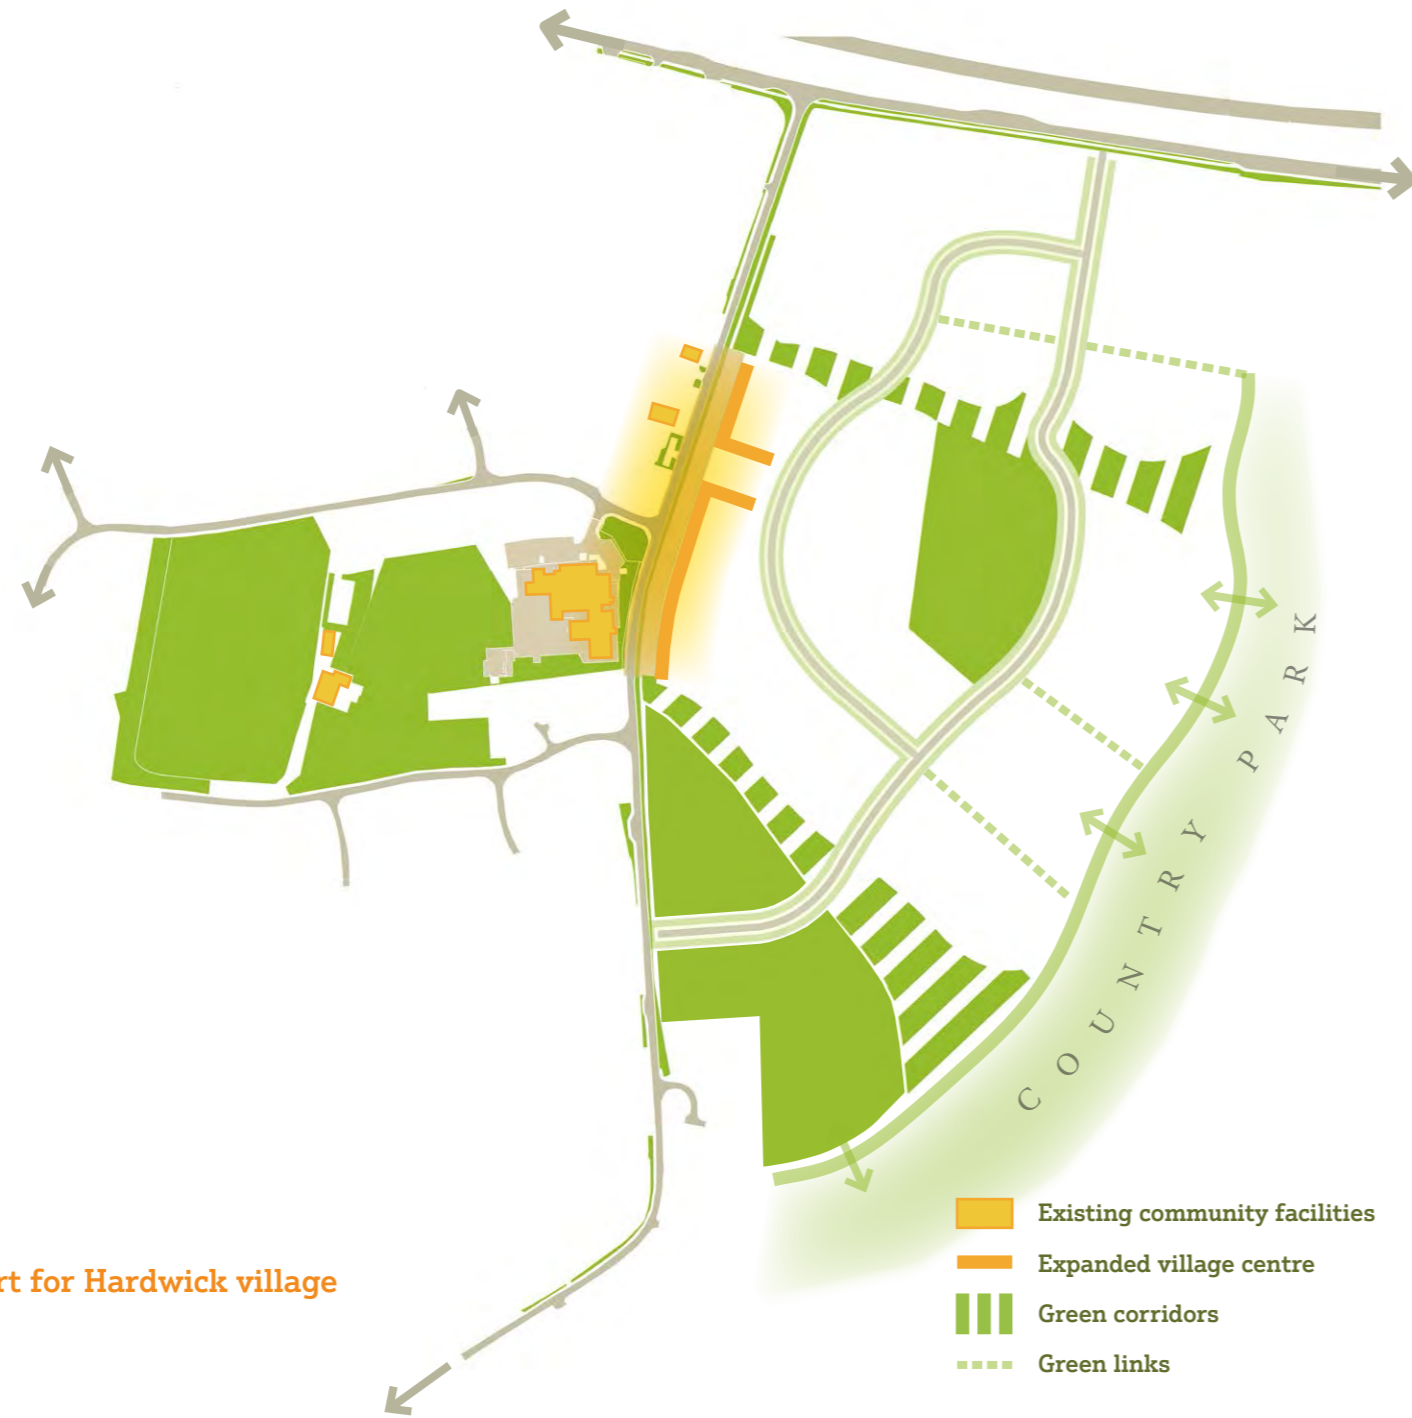 COUNTRY PARK
Existing community facilities
Expanded village centre
rt for Hardwick village
Green corridors
Green links